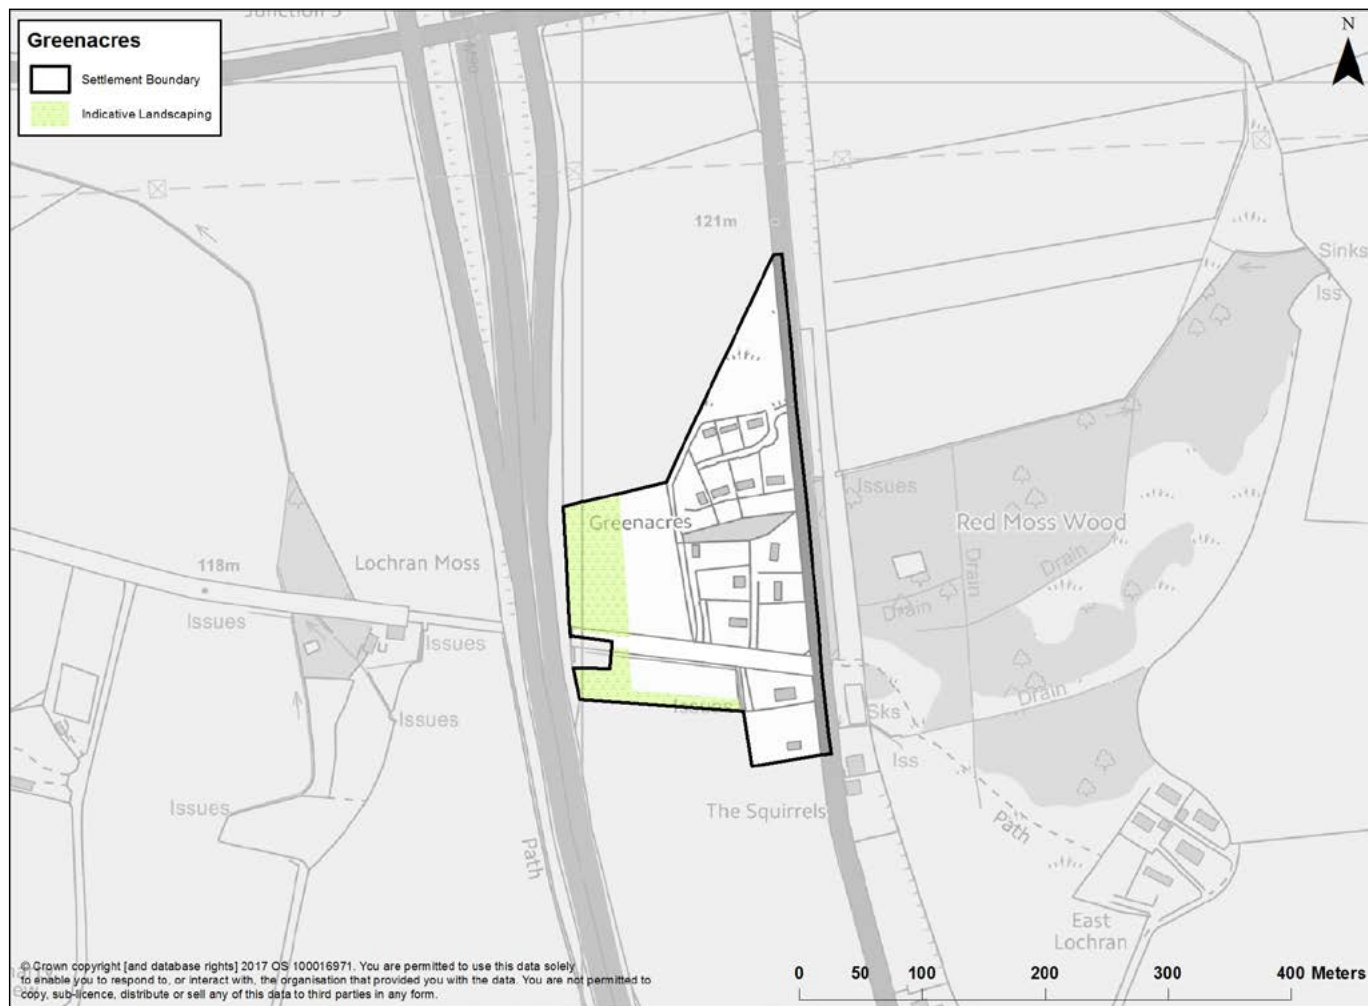 Greenacres
Settlement Boundary
Indicative Landscaping
Junction 5
N
121m
Sinks
Iss
Issues
Greenacres
Red Moss Wood
Lochran Moss
118m
Drain
Drain
Drain
Issues
Issues
Issues
Drain
Sks
Issues
Iss
Issues
The Squirrels
Path
Path
East
Lochran
© Crown copyright [and database rights] 2017 OS 100016971. You are permitted to use this data solely
to enable you to respond to, or interact with, the organisation that provided you with the data. You are not permitted to
copy, sub-licence, distribute or sell any of this data to third parties in any form.
0 50 100 200 300 400 Meters